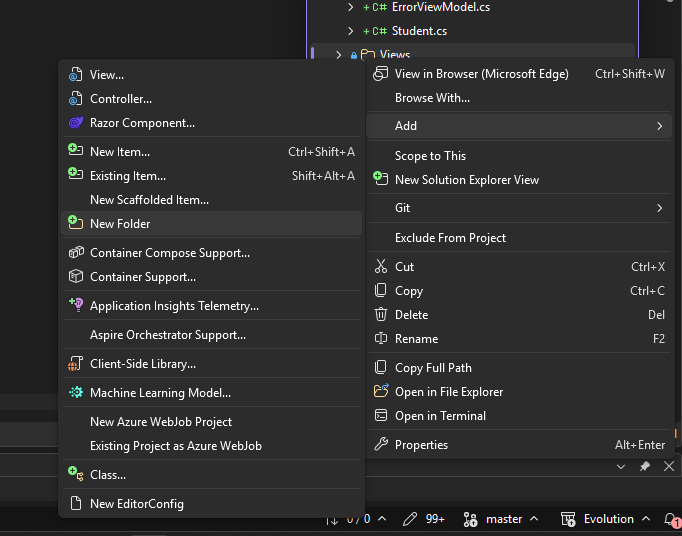 ErrorViewModel.cs
Student.cs
Views
View...
Controller...
Razor Component...
New Item... Ctrl+Shift+A
Existing Item... Shift+Alt+A
New Scaffolded Item...
New Folder
Container Compose Support...
Container Support...
Application Insights Telemetry...
Aspire Orchestrator Support...
Client-Side Library...
Machine Learning Model...
New Azure WebJob Project
Existing Project as Azure WebJob
Class...
New EditorConfig
View in Browser (Microsoft Edge) Ctrl+Shift+W
Browse With...
Add
Scope to This
New Solution Explorer View
Git
Exclude From Project
Cut Ctrl+X
Copy Ctrl+C
Delete Del
Rename F2
Copy Full Path
Open in File Explorer
Open in Terminal
Properties Alt+Enter
0 / 0 99+ master Evolution 1